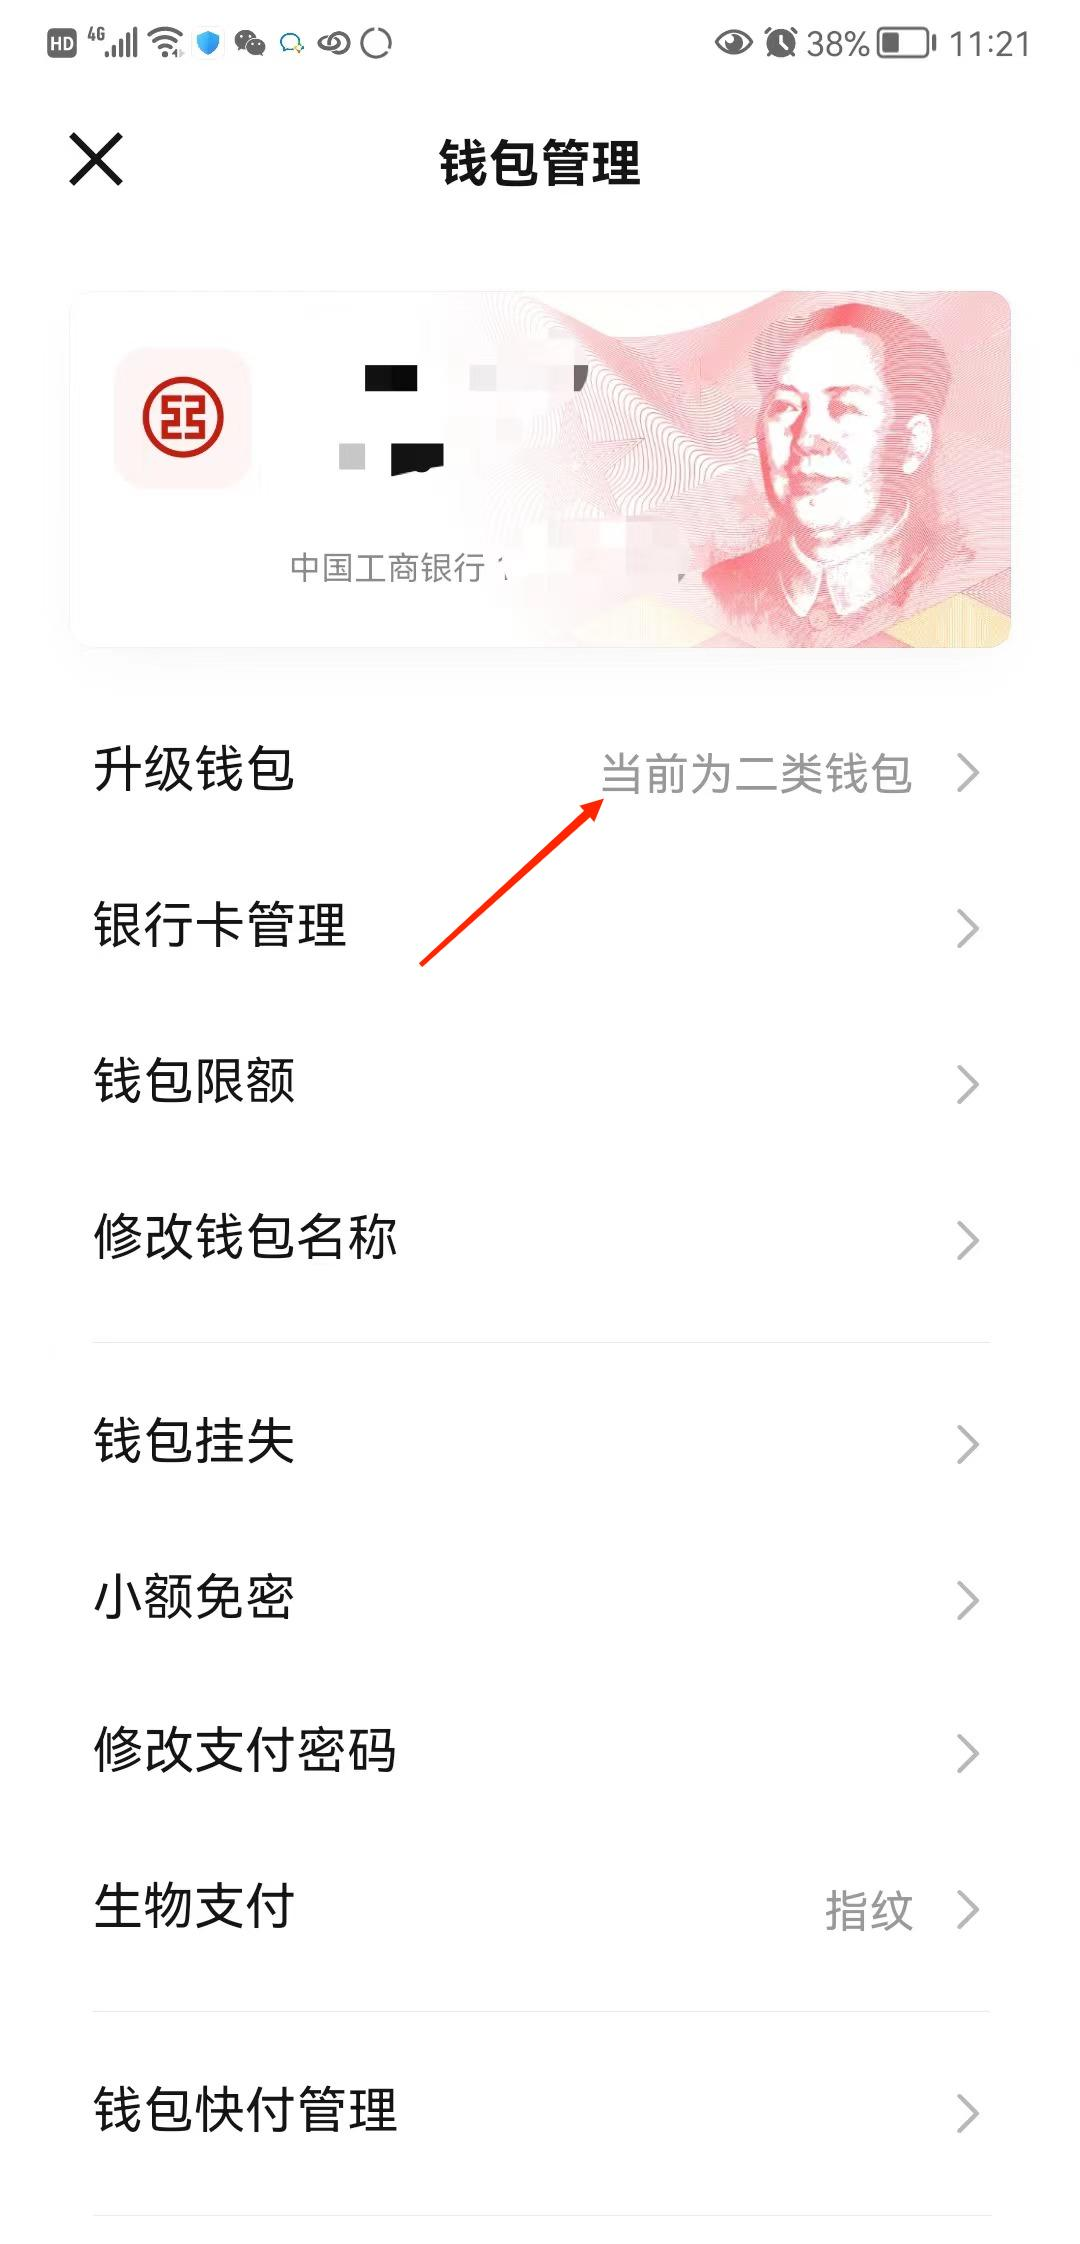 HD 4G 38% 11:21
钱包管理
中国工商银行
升级钱包 当前为二类钱包
银行卡管理
钱包限额
修改钱包名称
钱包挂失
小额免密
修改支付密码
生物支付 指纹
钱包快付管理